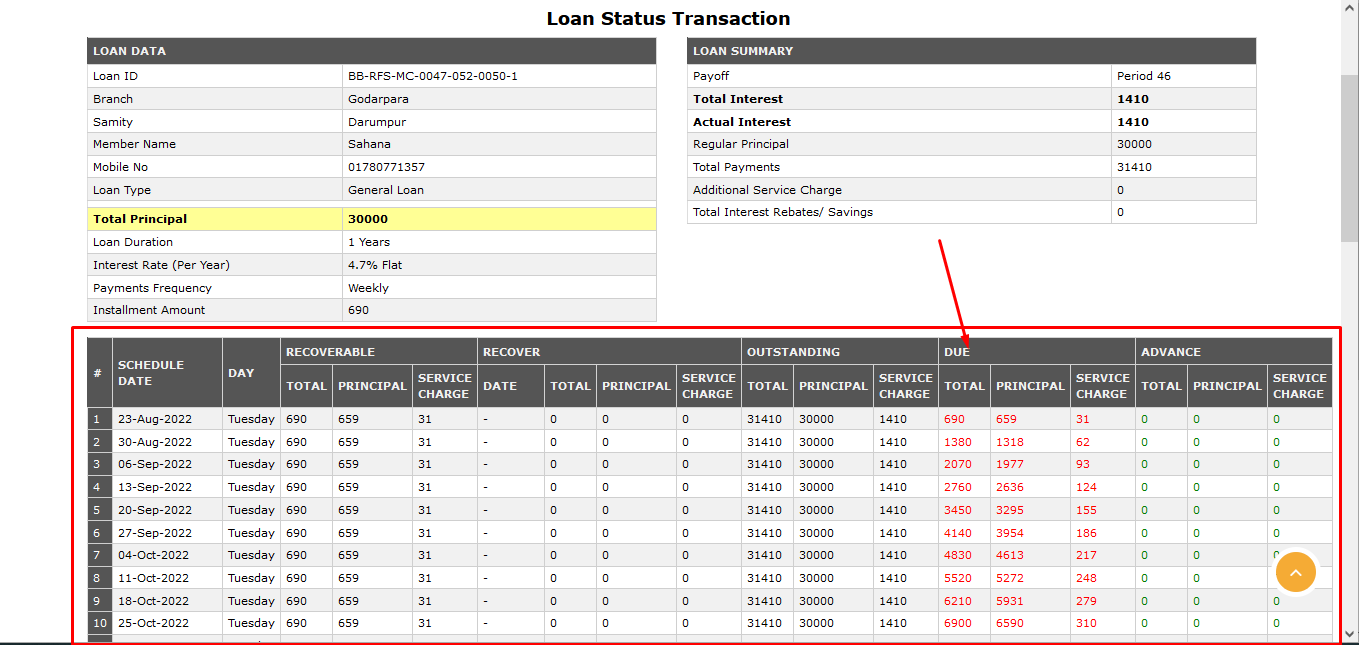 Loan Status Transaction
LOAN DATA
Loan ID BB-RFS-MC-0047-052-0050-1
Branch Godarpara
Samity Darumpur
Member Name Sahana
Mobile No 01780771357
Loan Type General Loan
Total Principal 30000
Loan Duration 1 Years
Interest Rate (Per Year) 4.7% Flat
Payments Frequency Weekly
Installment Amount 690
LOAN SUMMARY
Payoff Period 46
Total Interest 1410
Actual Interest 1410
Regular Principal 30000
Total Payments 31410
Additional Service Charge 0
Total Interest Rebates/ Savings 0
# SCHEDULE DATE DAY RECOVERABLE RECOVER OUTSTANDING DUE ADVANCE
TOTAL PRINCIPAL SERVICE CHARGE DATE TOTAL PRINCIPAL SERVICE CHARGE TOTAL PRINCIPAL SERVICE CHARGE TOTAL PRINCIPAL SERVICE CHARGE TOTAL PRINCIPAL SERVICE CHARGE
1 23-Aug-2022 Tuesday 690 659 31 - 0 0 0 31410 30000 1410 690 659 31 0 0 0
2 30-Aug-2022 Tuesday 690 659 31 - 0 0 0 31410 30000 1410 1380 1318 62 0 0 0
3 06-Sep-2022 Tuesday 690 659 31 - 0 0 0 31410 30000 1410 2070 1977 93 0 0 0
4 13-Sep-2022 Tuesday 690 659 31 - 0 0 0 31410 30000 1410 2760 2636 124 0 0 0
5 20-Sep-2022 Tuesday 690 659 31 - 0 0 0 31410 30000 1410 3450 3295 155 0 0 0
6 27-Sep-2022 Tuesday 690 659 31 - 0 0 0 31410 30000 1410 4140 3954 186 0 0 0
7 04-Oct-2022 Tuesday 690 659 31 - 0 0 0 31410 30000 1410 4830 4613 217 0 0 0
8 11-Oct-2022 Tuesday 690 659 31 - 0 0 0 31410 30000 1410 5520 5272 248 0 0
9 18-Oct-2022 Tuesday 690 659 31 - 0 0 0 31410 30000 1410 6210 5931 279 0 0 0
10 25-Oct-2022 Tuesday 690 659 31 - 0 0 0 31410 30000 1410 6900 6590 310 0 0 0